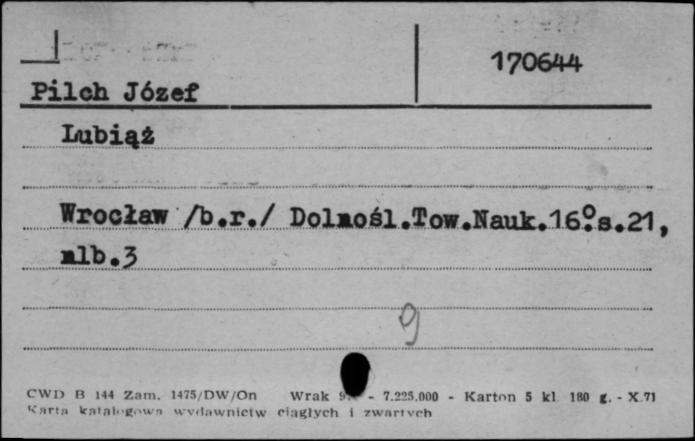 170644
Pilch Józef
Lubiąż
Wrocław /b.r./ Dolnośl.Tow.Nauk.16°.s.21,
nlb.3
9
CWD B 144 Zam. 1475/DW/On Wrak - 7.225.000 - Karton 5 kl 180 g. - X.71
Karta katalogowa wydawnictw ciągłych i zwartych